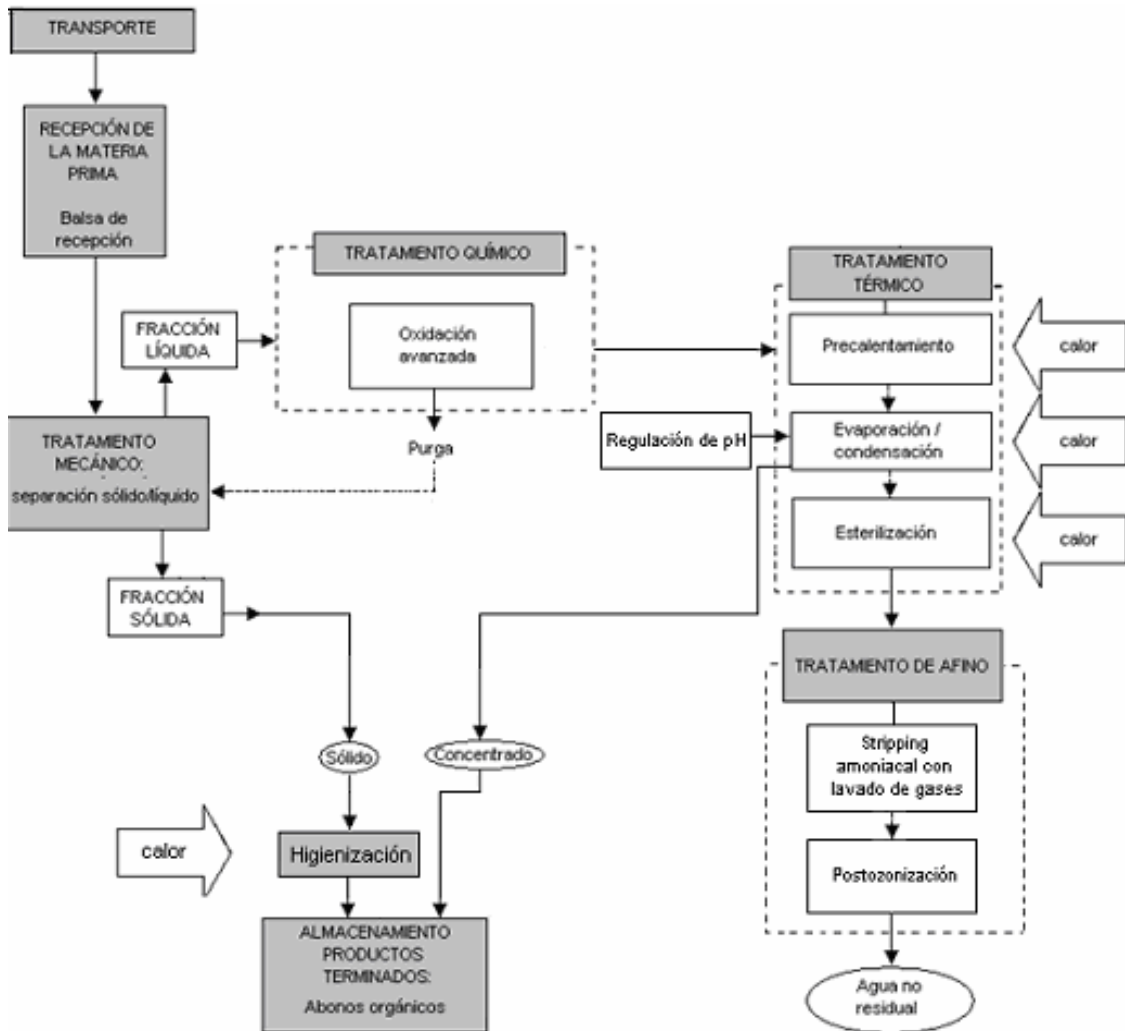 TRANSPORTE
RECEPCIÓN DE
LA MATERIA
PRIMA
Balsa de
recepción
TRATAMIENTO QUÍMICO
Oxidación
avanzada
FRACCIÓN
LÍQUIDA
Purga
TRATAMIENTO
MECÁNICO:
separación sólido/líquido
FRACCIÓN
SÓLIDA
TRATAMIENTO
TÉRMICO
Precalentamiento
calor
Regulación de pH
Evaporación /
condensación
calor
Esterilización
calor
TRATAMIENTO DE AFINO
Stripping
amoniacal con
lavado de gases
Postozonización
Agua no
residual
Sólido
Concentrado
calor
Higienización
ALMACENAMIENTO
PRODUCTOS
TERMINADOS:
Abonos orgánicos